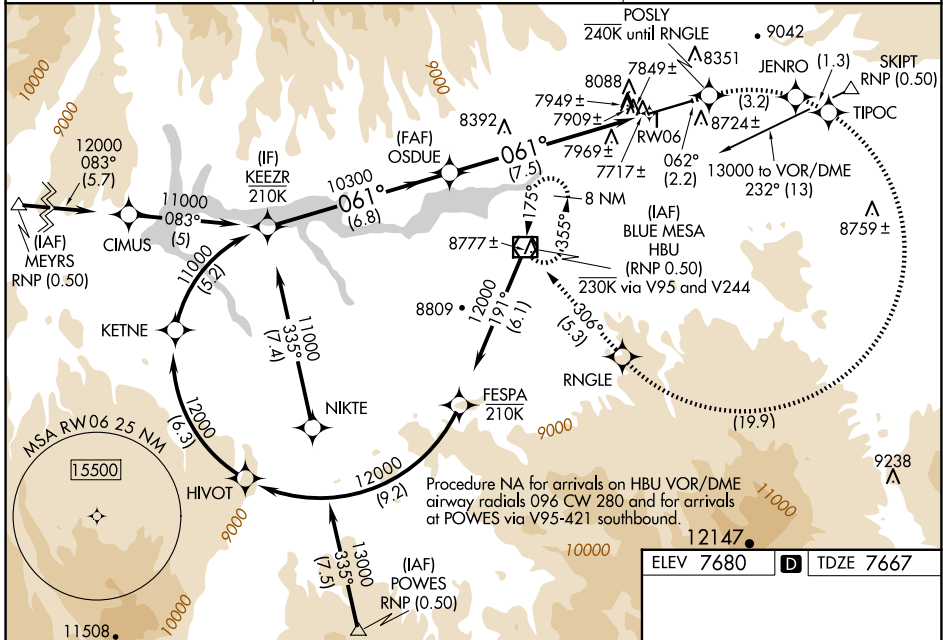 POSLY
240K until RNGLE
9042
8351
JENRO
(1.3)
SKIPT
RNP (0.50)
10000
9000
9000
8088
7849±
7949±
7909±
(3.2)
TIPOC
8392
(FAF)
OSDUE
RW06
8724±
061°
(7.5)
7969±
7717±
062°
(2.2)
13000 to VOR/DME
232° (13)
12000
083°
(5.7)
(IF)
KEEZR
210K
10300
061°
(6.8)
11000
083°
(5)
CIMUS
(IAF)
MEYRS
RNP (0.50)
175°
355°
8 NM
(IAF)
BLUE MESA
HBU
(RNP 0.50)
230K via V95 and V244
8759±
8777±
11000
(5.2)
KETNE
11000
335°
(7.4)
8809
12000
191°
(6.1)
306°
(5.3)
RNGLE
NIKTE
FESPA
210K
9000
(19.9)
12000
(6.3)
MSA RW06 25 NM
15500
HIVOT
12000
(9.2)
9000
Procedure NA for arrivals on HBU VOR/DME
airway radials 096 CW 280 and for arrivals
at POWES via V95-421 southbound.
11000
9238
10000
12147
13000
335°
(7.5)
(IAF)
POWES
RNP (0.50)
10000
11508
ELEV 7680 D TDZE 7667